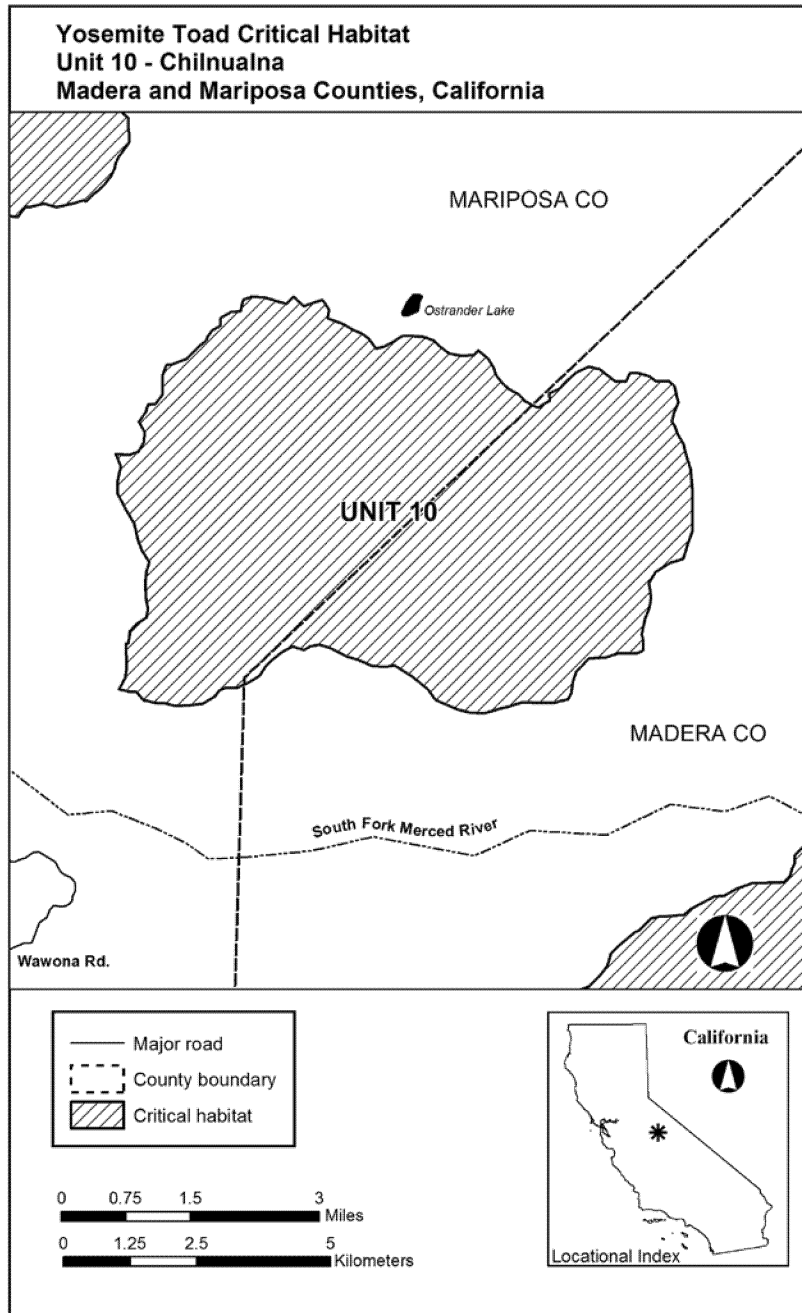 Yosemite Toad Critical Habitat
Unit 10 - Chilnualna
Madera and Mariposa Counties, California
MARIPOSA CO
Ostrander Lake
UNIT 10
MADERA CO
South Fork Merced River
Wawona Rd.
Major road
County boundary
Critical habitat
California
Locational Index
0 0.75 1.5 3
Miles
0 1.25 2.5 5
Kilometers